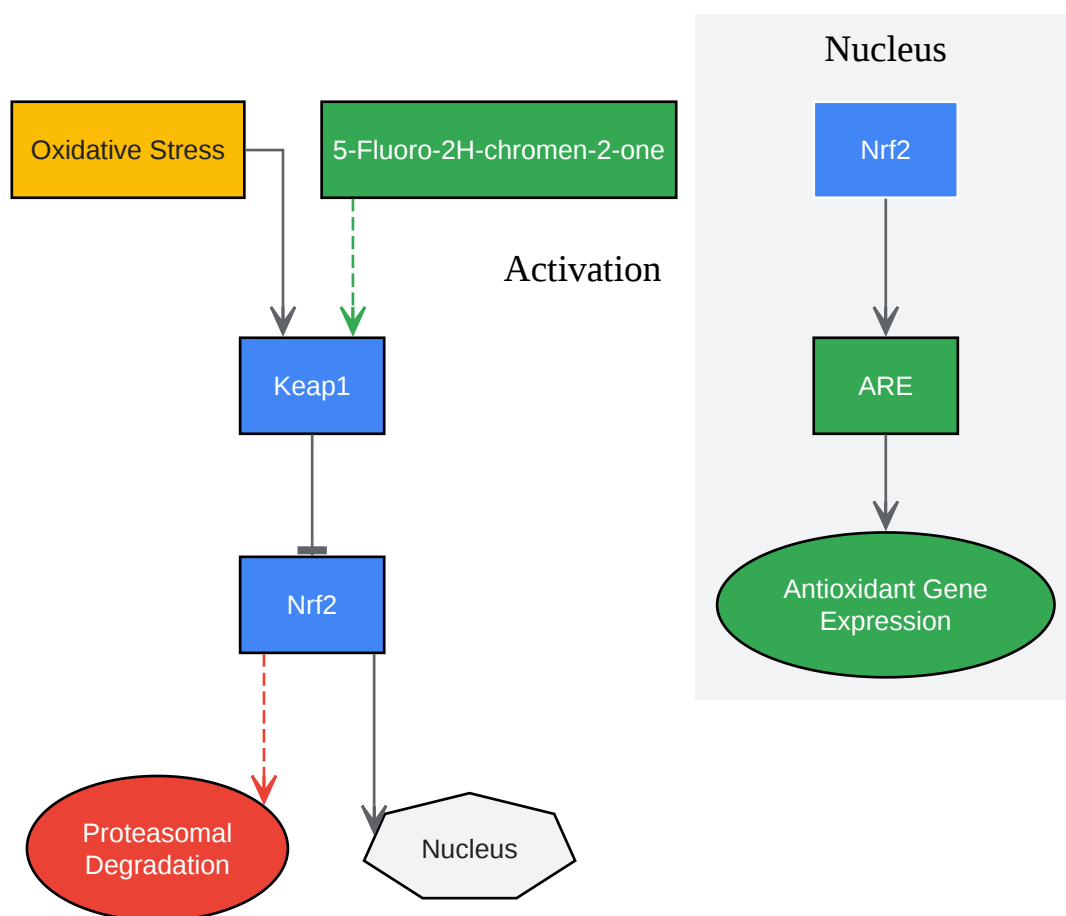 Nucleus
Oxidative Stress
5-Fluoro-2H-chromen-2-one
Nrf2
Activation
Keap1
ARE
Nrf2
Antioxidant Gene
Expression
Proteasomal
Degradation
Nucleus